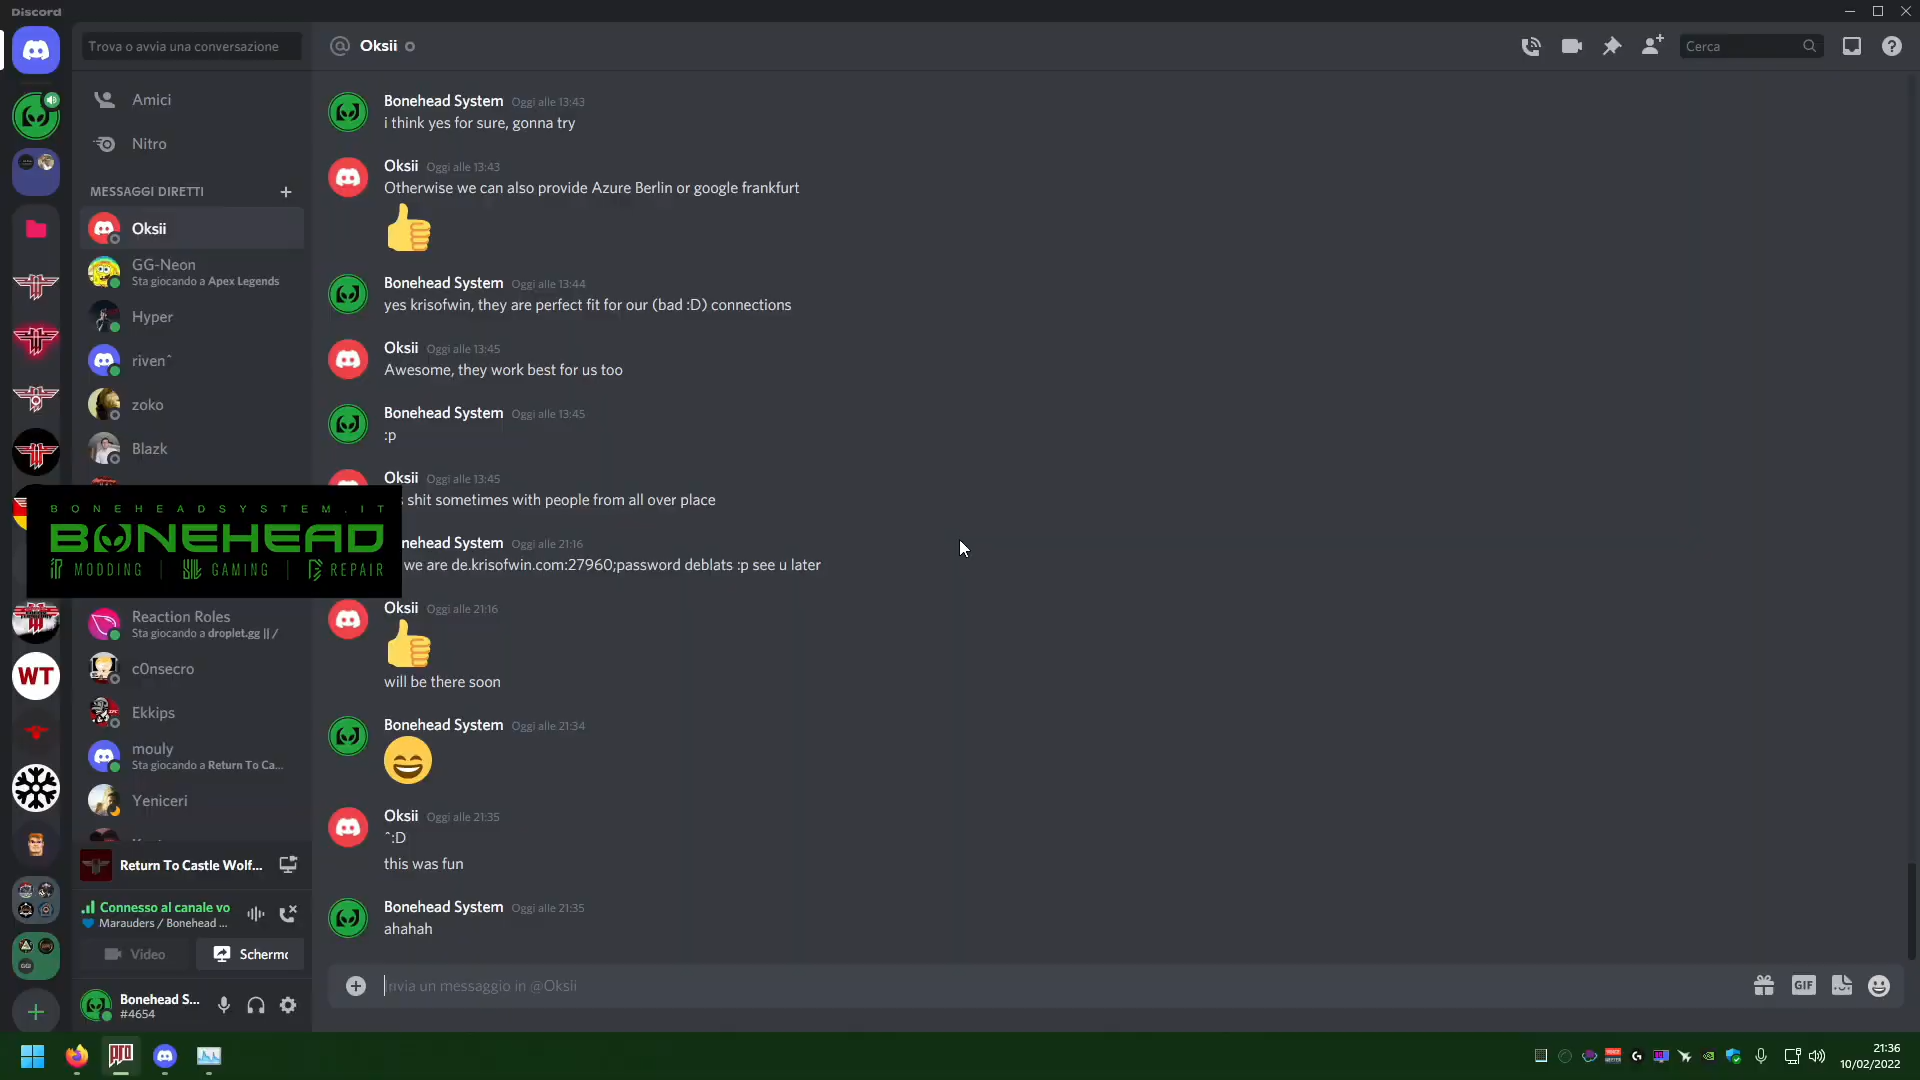 Discord
Trova o avvia una conversazione
Amici
Nitro
MESSAGGI DIRETTI
Oksii
GG-Neon
Sta giocando a Apex Legends
Hyper
riven^
zoko
Blazk
BONEHEADSYSTEM.IT
BONEHEAD
MODDING | GAMING | REPAIR
Reaction Roles
Sta giocando a droplet.gg || /
c0nsecro
Ekkips
mouly
Sta giocando a Return To Ca...
Yeniceri
WT
Return To Castle Wolf...
Connesso al canale vo
Marauders / Bonehead ...
Video
Schermo
Bonehead S...
#4654
Oksii
Cerca
Bonehead System Oggi alle 13:43
i think yes for sure, gonna try
Oksii Oggi alle 13:43
Otherwise we can also provide Azure Berlin or google frankfurt
Bonehead System Oggi alle 13:44
yes krisofwin, they are perfect fit for our (bad :D) connections
Oksii Oggi alle 13:45
Awesome, they work best for us too
Bonehead System Oggi alle 13:45
:p
Oksii Oggi alle 13:45
shit sometimes with people from all over place
nehead System Oggi alle 21:16
we are de.krisofwin.com:27960;password deblats :p see u later
Oksii Oggi alle 21:16
will be there soon
Bonehead System Oggi alle 21:34
Oksii Oggi alle 21:35
^:D
this was fun
Bonehead System Oggi alle 21:35
ahahah
Invia un messaggio in @Oksii
GIF
pro
21:36
10/02/2022